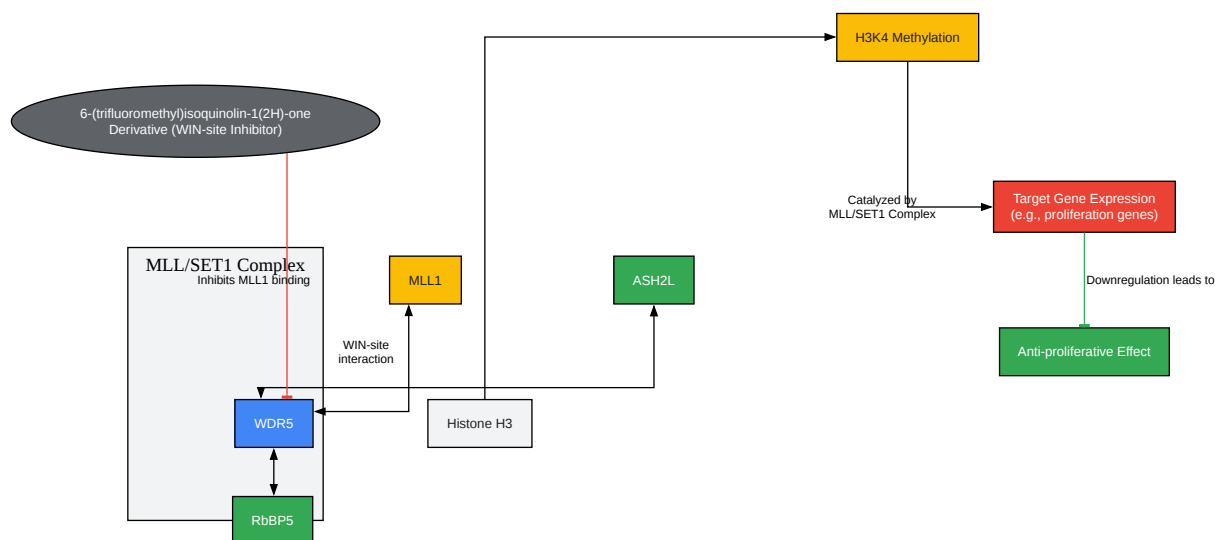 H3K4 Methylation
6-(trifluoromethyl)isoquinolin-1(2H)-one
Derivative (WIN-site Inhibitor)
Catalyzed by
MLL/SET1 Complex
Target Gene Expression
(e.g., proliferation genes)
MLL/SET1 Complex
Inhibits MLL1 binding
MLL1
ASH2L
Downregulation leads to
WIN-site
interaction
Anti-proliferative Effect
WDR5
Histone H3
RbBP5